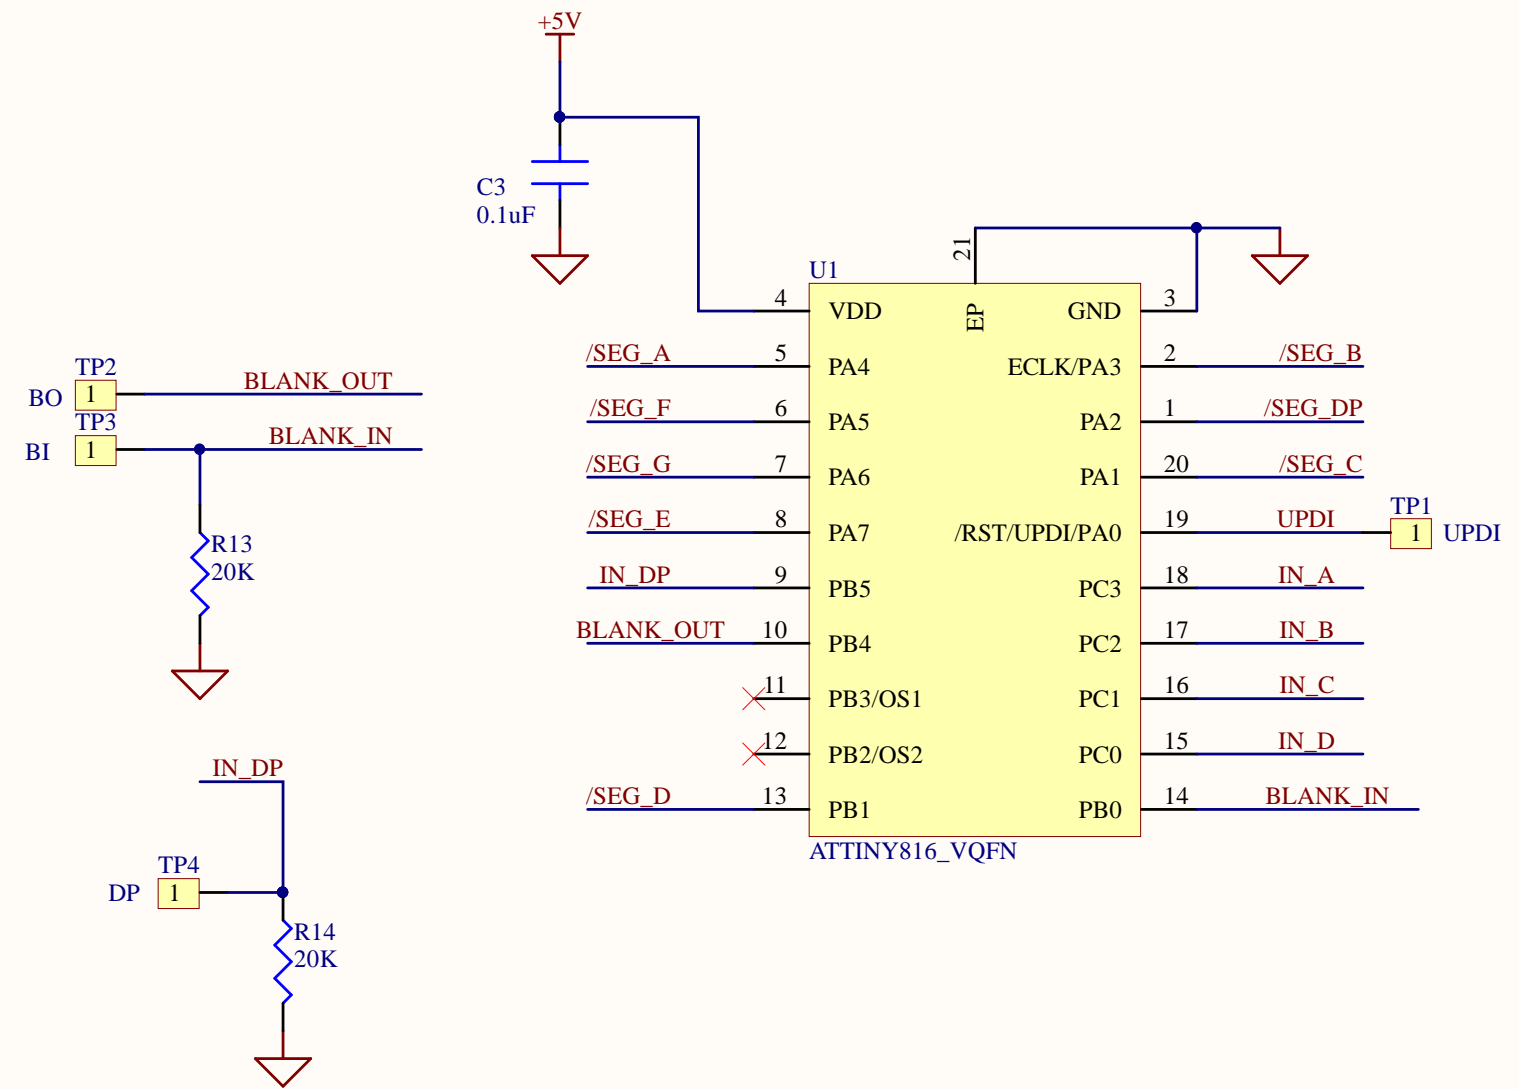 +5V
C3
0.1uF
21
U1
EP
4
VDD
GND
3
/SEG_A
5
PA4
ECLK/PA3
2
/SEG_B
TP2
BO
1
BLANK_OUT
/SEG_F
6
PA5
PA2
1
/SEG_DP
TP3
BI
1
BLANK_IN
/SEG_G
7
PA6
PA1
20
/SEG_C
/SEG_E
8
PA7
/RST/UPDI/PA0
19
UPDI
TP1
1
UPDI
R13
20K
IN_DP
9
PB5
PC3
18
IN_A
BLANK_OUT
10
PB4
PC2
17
IN_B
11
PB3/OS1
PC1
16
IN_C
12
PB2/OS2
PC0
15
IN_D
/SEG_D
13
PB1
PB0
14
BLANK_IN
ATTINY816_VQFN
IN_DP
TP4
DP
1
R14
20K